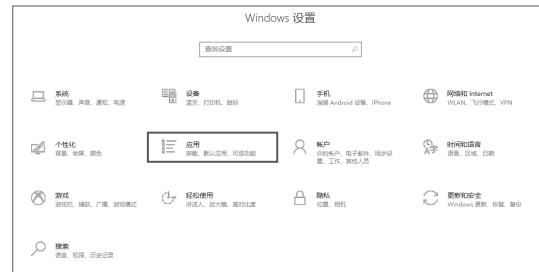 Windows 设置
查找设置
系统
显示器、声音、通知、电源
设备
蓝牙、打印机、鼠标
手机
连接 Android 设备、iPhone
网络和 Internet
WLAN、飞行模式、VPN
个性化
背景、锁屏、颜色
应用
卸载、默认应用、可选功能
帐户
你的帐户、电子邮件、同步设
置、工作、其他人员
时间和语言
语音、区域、日期
游戏
游戏栏、捕获、广播、游戏模式
轻松使用
讲述人、放大镜、高对比度
隐私
位置、相机
更新和安全
Windows 更新、恢复、备份
搜索
语言、权限、历史记录